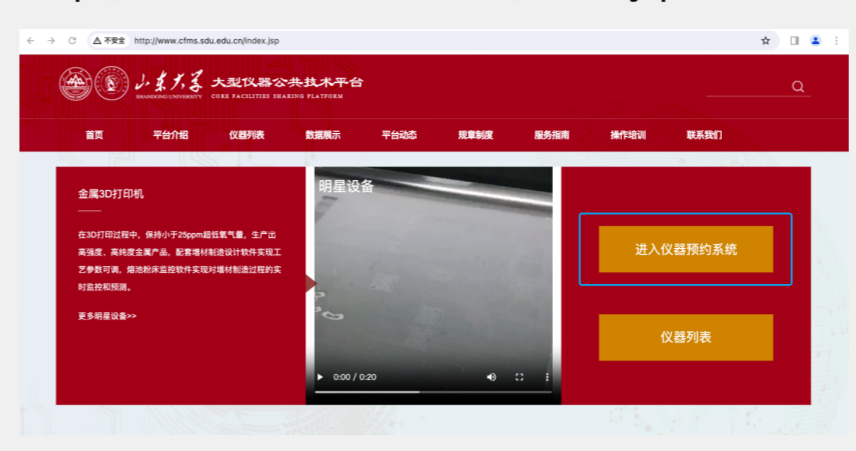 不安全 http://www.cfms.sdu.edu.cn/index.jsp
山东大学 大型仪器公共技术平台
SHANDONG UNIVERSITY CORE FACILITIES SHARING PLATFORM
首页 平台介绍 仪器列表 数据展示 平台动态 规章制度 服务指南 操作培训 联系我们
金属3D打印机
在3D打印过程中，保持小于25ppm超低氧气量，生产出
高强度、高纯度金属产品，配套增材制造设计软件实现工
艺参数可调，熔池粉床监控软件实现对增材制造过程的实
时监控和预测。
更多明星设备>>
明星设备
0:00 / 0:20
进入仪器预约系统
仪器列表